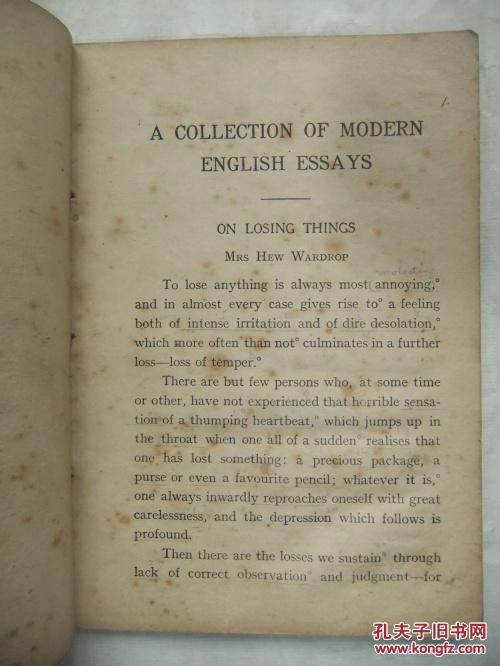 1.
A COLLECTION OF MODERN
ENGLISH ESSAYS
ON LOSING THINGS
MRS HEW WARDROP
molesting
To lose anything is always most annoying,°
and in almost every case gives rise to° a feeling
both of intense irritation and of dire desolation,°
which more often than not° culminates in a further
loss—loss of temper.°
There are but few persons who, at some time
or other, have not experienced that horrible sensa-
tion of a thumping heartbeat,° which jumps up in
the throat when one all of a sudden° realises that
one has lost something: a precious package, a
purse or even a favourite pencil; whatever it is,°
one always inwardly reproaches oneself with great
carelessness, and the depression which follows is
profound.
Then there are the losses we sustain° through
lack of correct observation° and judgment—for
孔夫子旧书网
www.kongfz.com